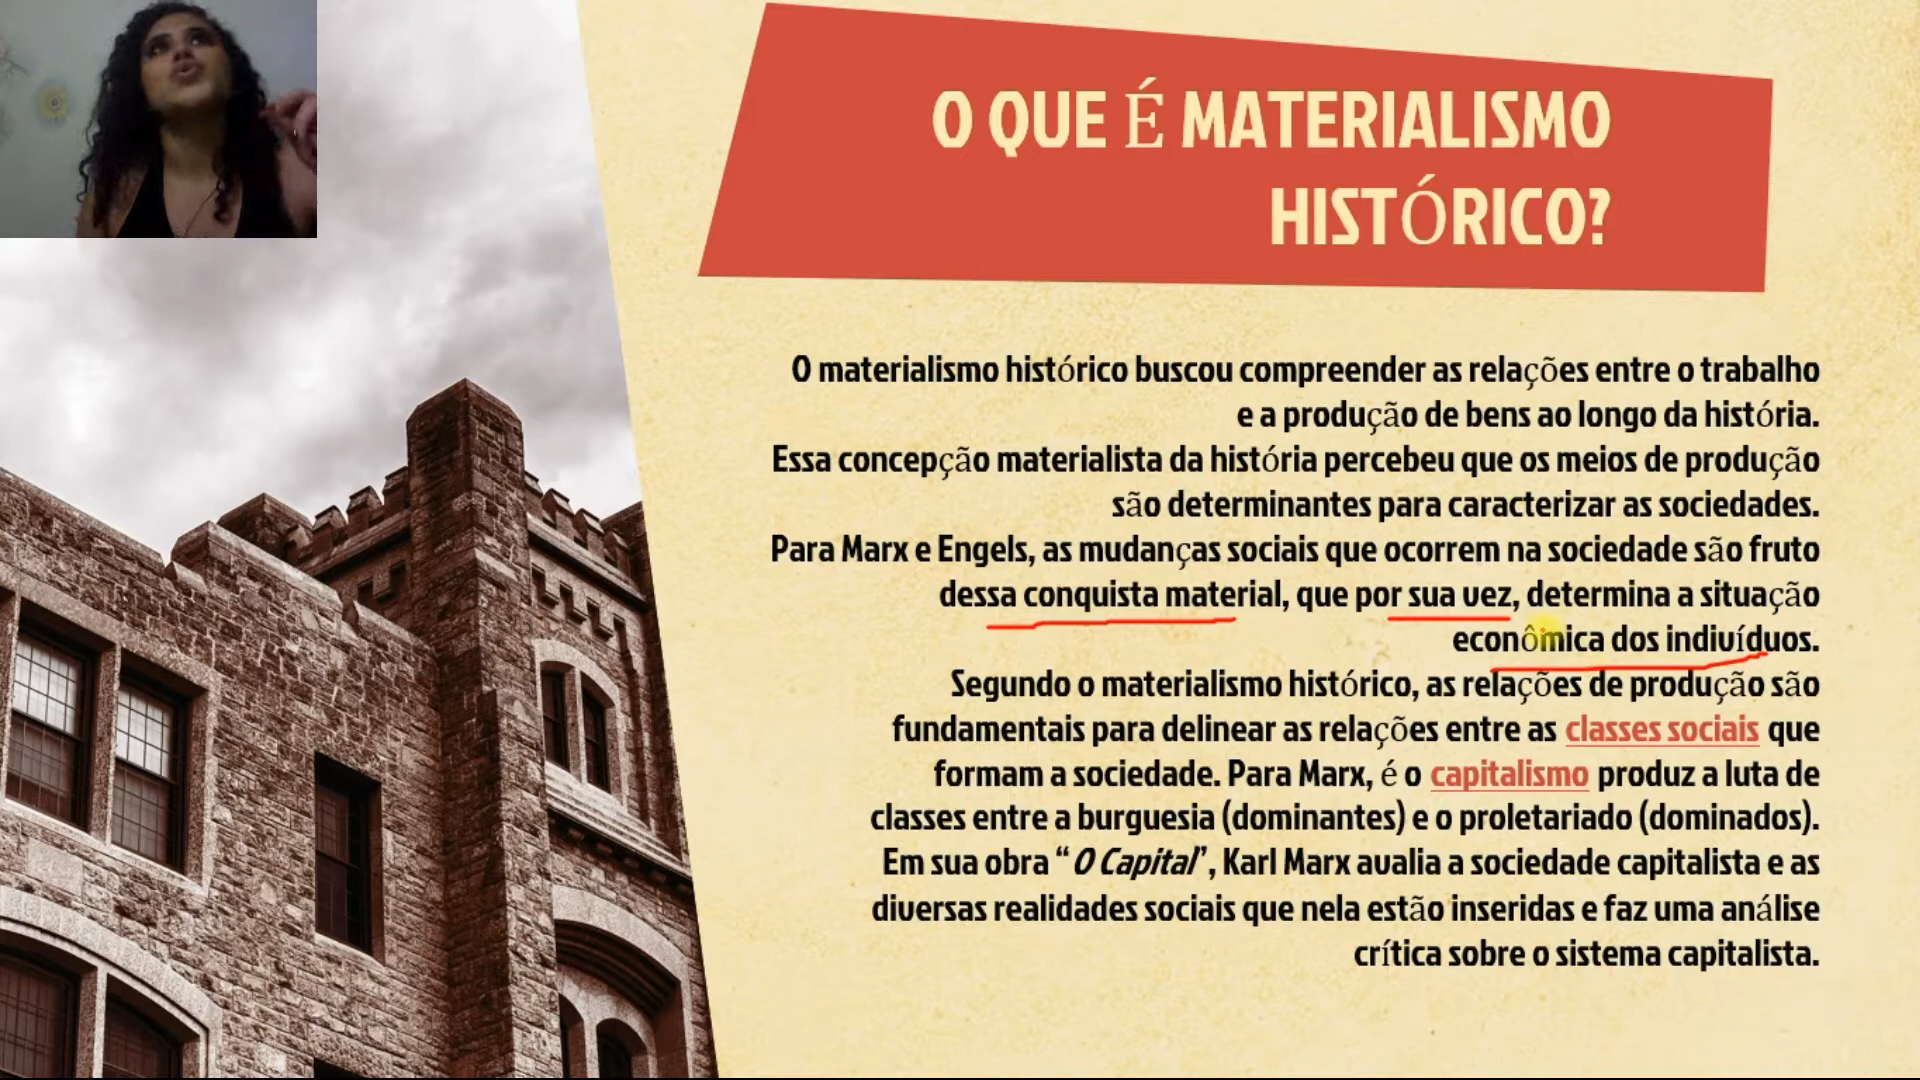 O QUE É MATERIALISMO
HISTÓRICO?
O materialismo histórico buscou compreender as relações entre o trabalho
e a produção de bens ao longo da história.
Essa concepção materialista da história percebeu que os meios de produção
são determinantes para caracterizar as sociedades.
Para Marx e Engels, as mudanças sociais que ocorrem na sociedade são fruto
dessa conquista material, que por sua vez, determina a situação
econômica dos indivíduos.
Segundo o materialismo histórico, as relações de produção são
fundamentais para delinear as relações entre as classes sociais que
formam a sociedade. Para Marx, é o capitalismo produz a luta de
classes entre a burguesia (dominantes) e o proletariado (dominados).
Em sua obra “O Capital”, Karl Marx avalia a sociedade capitalista e as
diversas realidades sociais que nela estão inseridas e faz uma análise
crítica sobre o sistema capitalista.